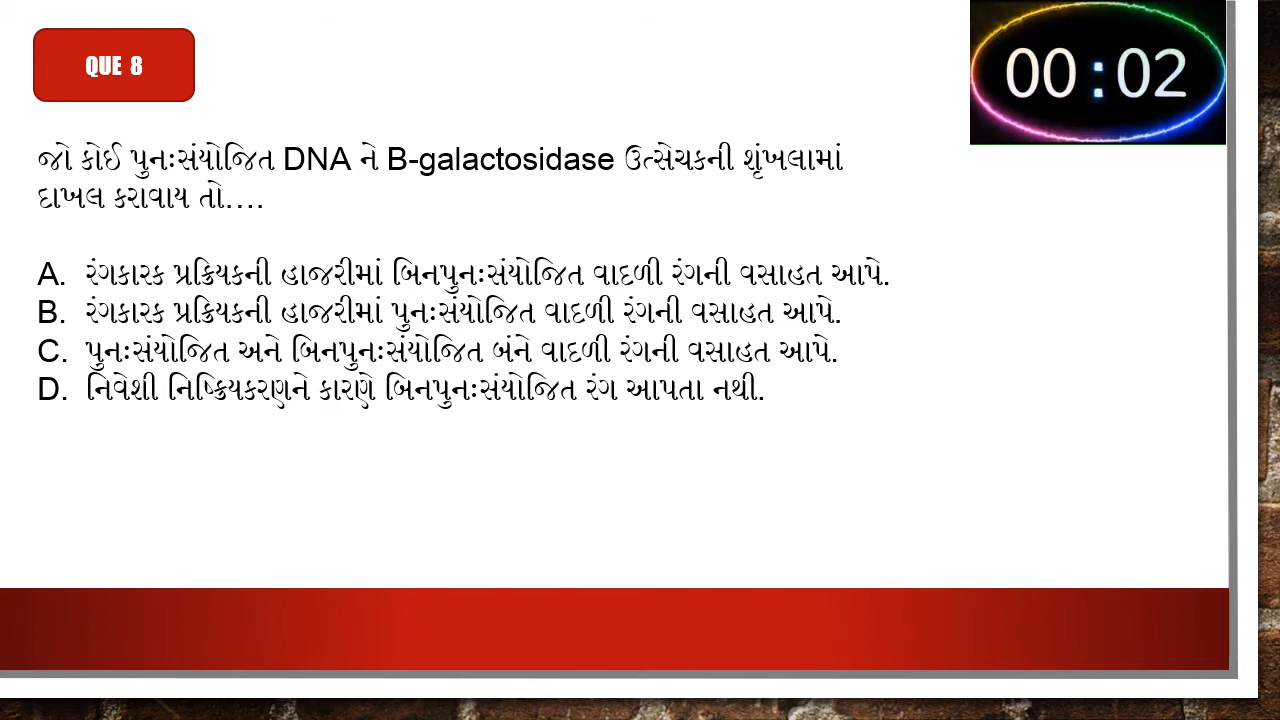 QUE 8
00:02
જો કોઈ પુનઃસંયોજિત DNA ને B-galactosidase ઉત્સેચકની શૃંખલામાં
દાખલ કરાવાય તો....
A. રંગકારક પ્રક્રિયકની હાજરીમાં બિનપુનઃસંયોજિત વાદળી રંગની વસાહત આપે.
B. રંગકારક પ્રક્રિયકની હાજરીમાં પુનઃસંયોજિત વાદળી રંગની વસાહત આપે.
C. પુનઃસંયોજિત અને બિનપુનઃસંયોજિત બંને વાદળી રંગની વસાહત આપે.
D. નિવેશી નિષ્ક્રિયકરણને કારણે બિનપુનઃસંયોજિત રંગ આપતા નથી.